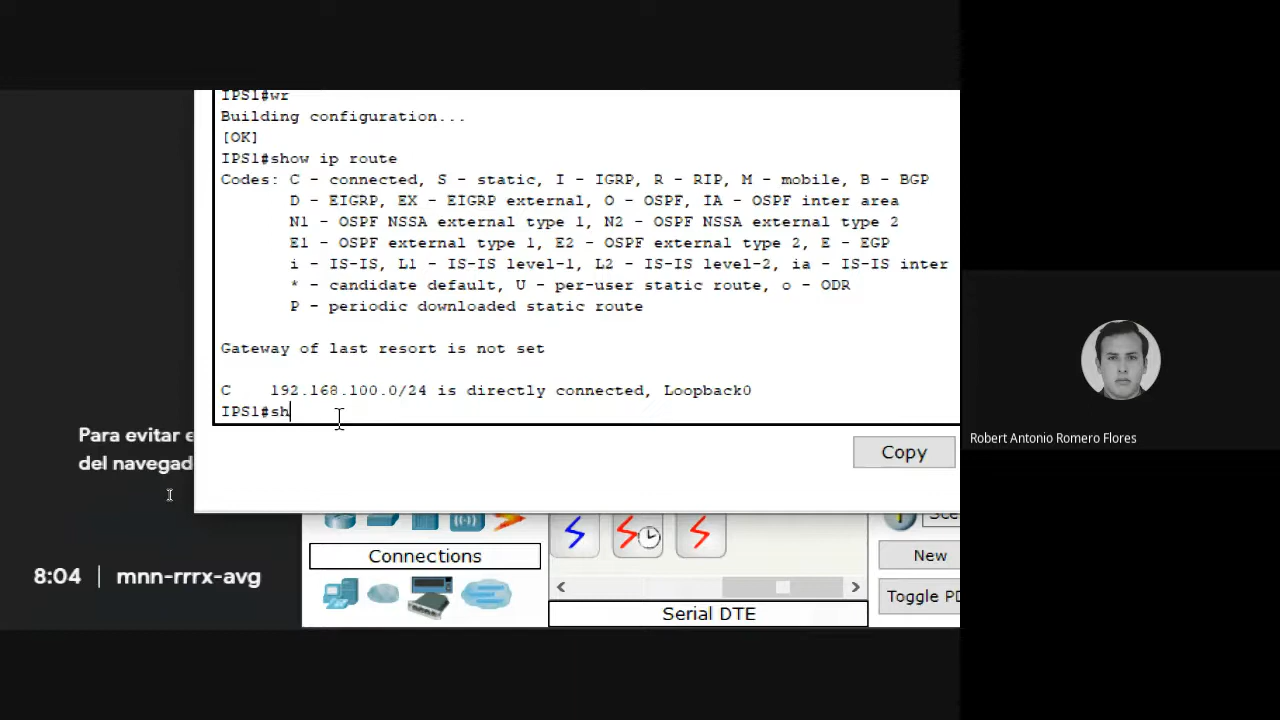 IPS1#wr
Building configuration...
[OK]
IPS1#show ip route
Codes: C - connected, S - static, I - IGRP, R - RIP, M - mobile, B - BGP
D - EIGRP, EX - EIGRP external, O - OSPF, IA - OSPF inter area
N1 - OSPF NSSA external type 1, N2 - OSPF NSSA external type 2
E1 - OSPF external type 1, E2 - OSPF external type 2, E - EGP
i - IS-IS, L1 - IS-IS level-1, L2 - IS-IS level-2, ia - IS-IS inter
* - candidate default, U - per-user static route, o - ODR
P - periodic downloaded static route
Gateway of last resort is not set
C 192.168.100.0/24 is directly connected, Loopback0
IPS1#sh
Para evitar e
del navegad
Copy
Robert Antonio Romero Flores
Sce
Connections
New
8:04 | mnn-rrrx-avg
Toggle PD
Serial DTE